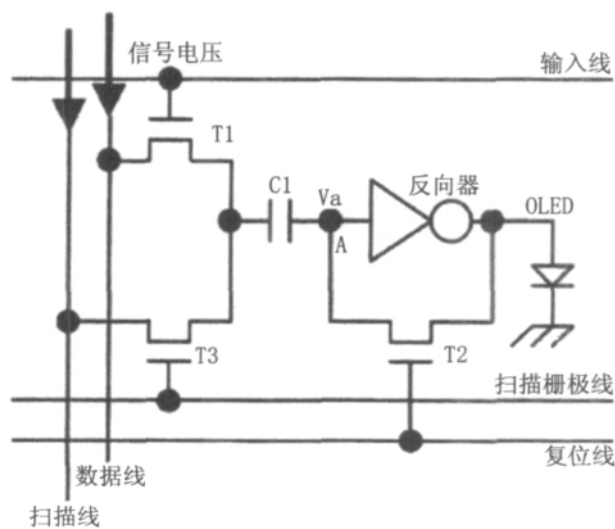 信号电压
输入线
T1
C1
Va
反向器
OLED
A
T3
T2
扫描栅极线
复位线
数据线
扫描线